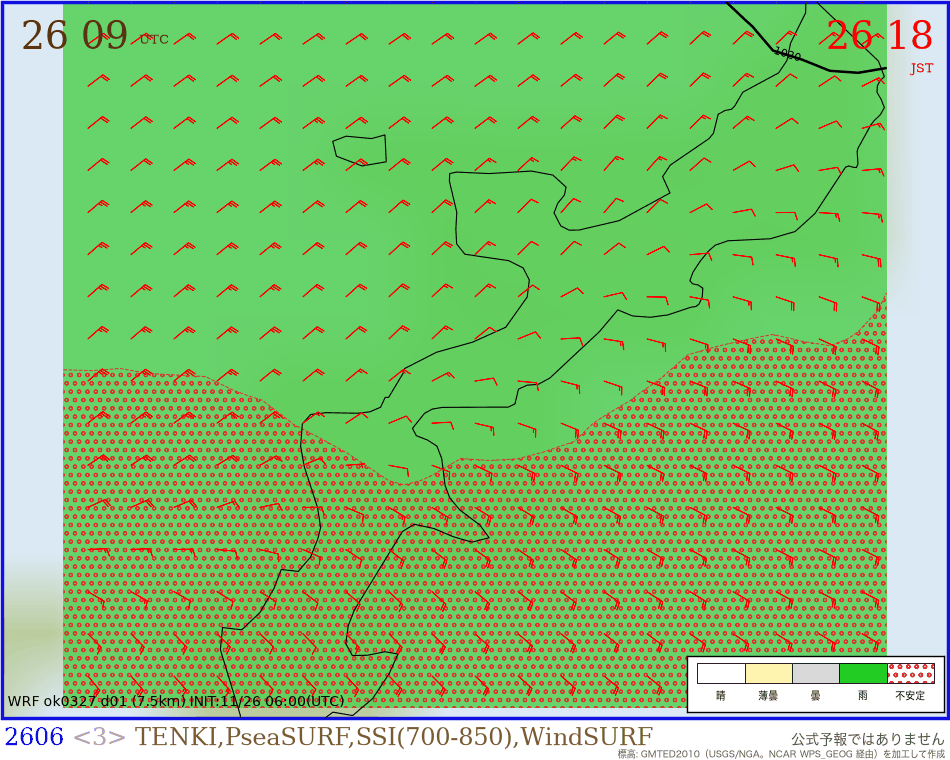 26 09 UTC
26 18
JST
1020
晴 薄曇 曇 雨 不安定
WRF ok0327 d01 (7.5km) INIT:11/26 06:00(UTC)
2606 <3> TENKI,PseaSURF,SSI(700-850),WindSURF
公式予報ではありません
標高: GMTED2010（USGS/NGA。NCAR WPS_GEOG 経由）を加工して作成